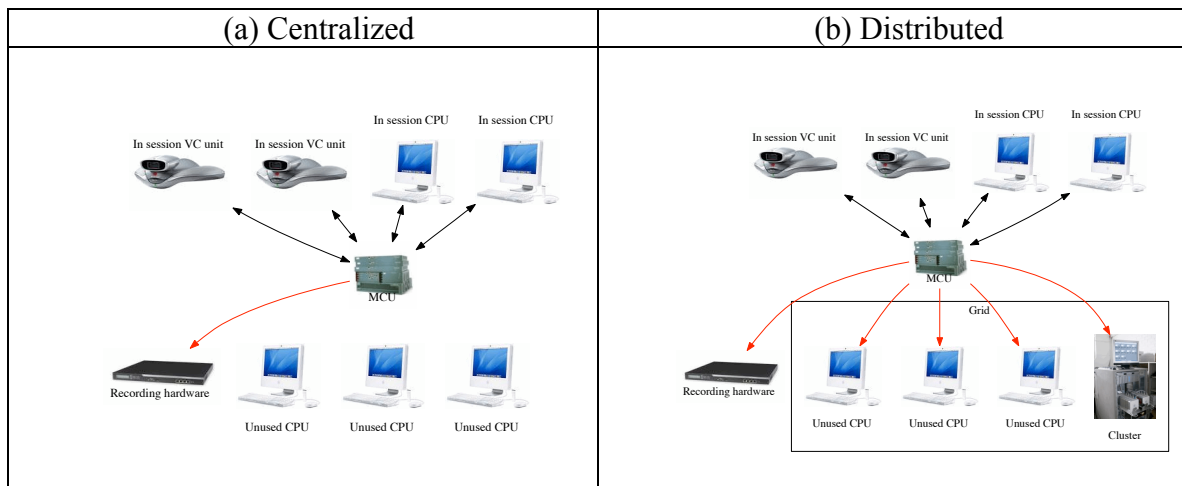 (a) Centralized
(b) Distributed
In session VC unit
In session VC unit
In session CPU
In session CPU
MCU
Recording hardware
Unused CPU
Unused CPU
Unused CPU
In session VC unit
In session VC unit
In session CPU
In session CPU
MCU
Grid
Recording hardware
Unused CPU
Unused CPU
Unused CPU
Cluster